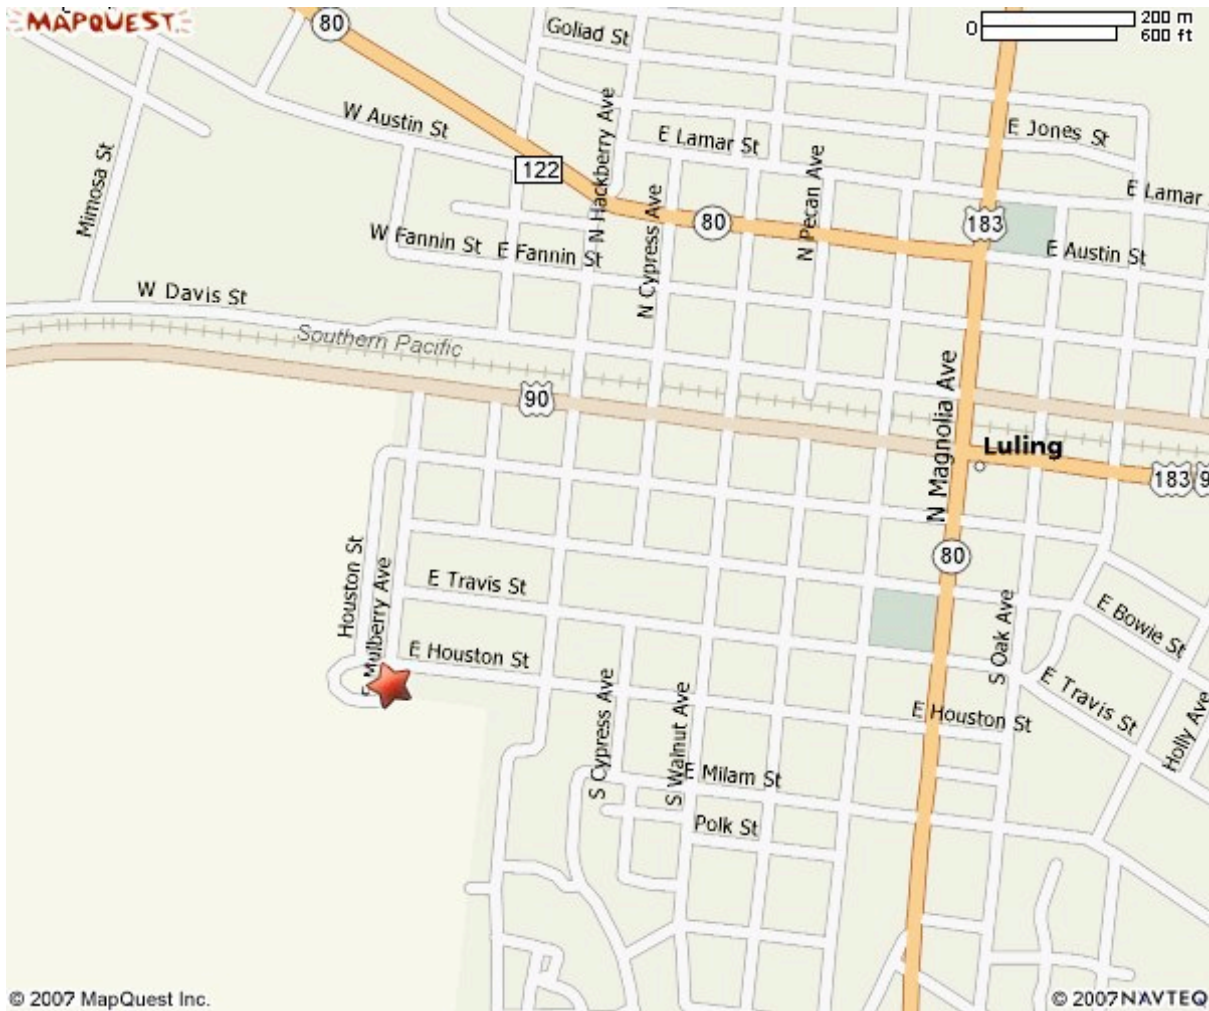 MAPQUEST
80
200 m
0
600 ft
Goliad St
W Austin St
N Hackberry Ave
E Lamar St
E Jones St
122
Mimosa St
N Pecan Ave
E Lamar
N Cypress Ave
183
80
W Fannin St
E Fannin St
E Austin St
W Davis St
Southern Pacific
90
N Magnolia Ave
Luling
183
9
80
Houston St
Mulberry Ave
E Travis St
E Bowie St
S Oak Ave
E Houston St
E Travis St
S Cypress Ave
S Walnut Ave
E Houston St
Holly Ave
E Milam St
Polk St
© 2007 MapQuest Inc.
© 2007 NAVTEQ